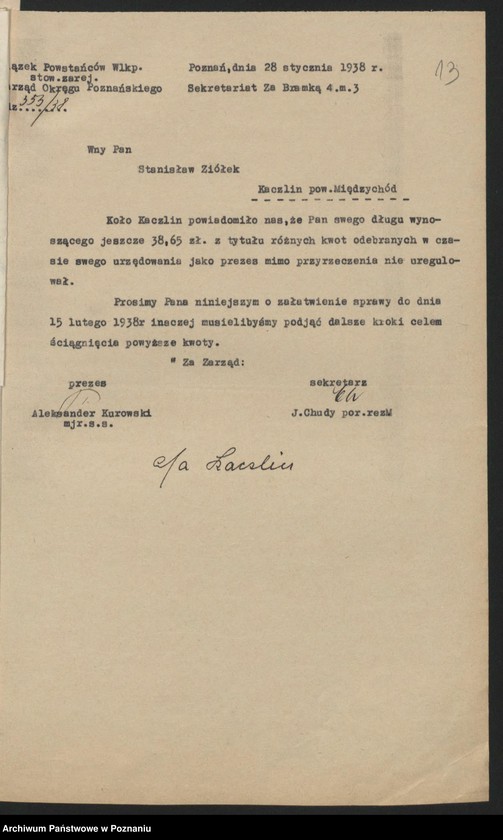 ązek Powstańców Wlkp.
stow.zarej.
rząd Okręgu Poznańskiego
dz. 353/38.
Poznań,dnia 28 stycznia 1938 r.
Sekretariat Za Bramką 4.m.3
13
Wny Pan
Stanisław Ziółek
Kaczlin pow.Międzychód
Koło Kaczlin powiadomiło nas,że Pan swego długu wyno-
szącego jeszcze 38,65 zł. z tytułu różnych kwot odebranych w cza-
sie swego urzędowania jako prezes mimo przyrzeczenia nie uregulo-
wał.
Prosimy Pana niniejszym o załatwienie sprawy do dnia
15 lutego 1938r inaczej musielibyśmy podjąć dalsze kroki celem
ściągnięcia powyższe kwoty.
" Za Zarząd:
prezes
Aleksander Kurowski
mjr.s.s.
sekretarz
Ch
J.Chudy por.rezW
c/a Kaczlin
Archiwum Państwowe w Poznaniu